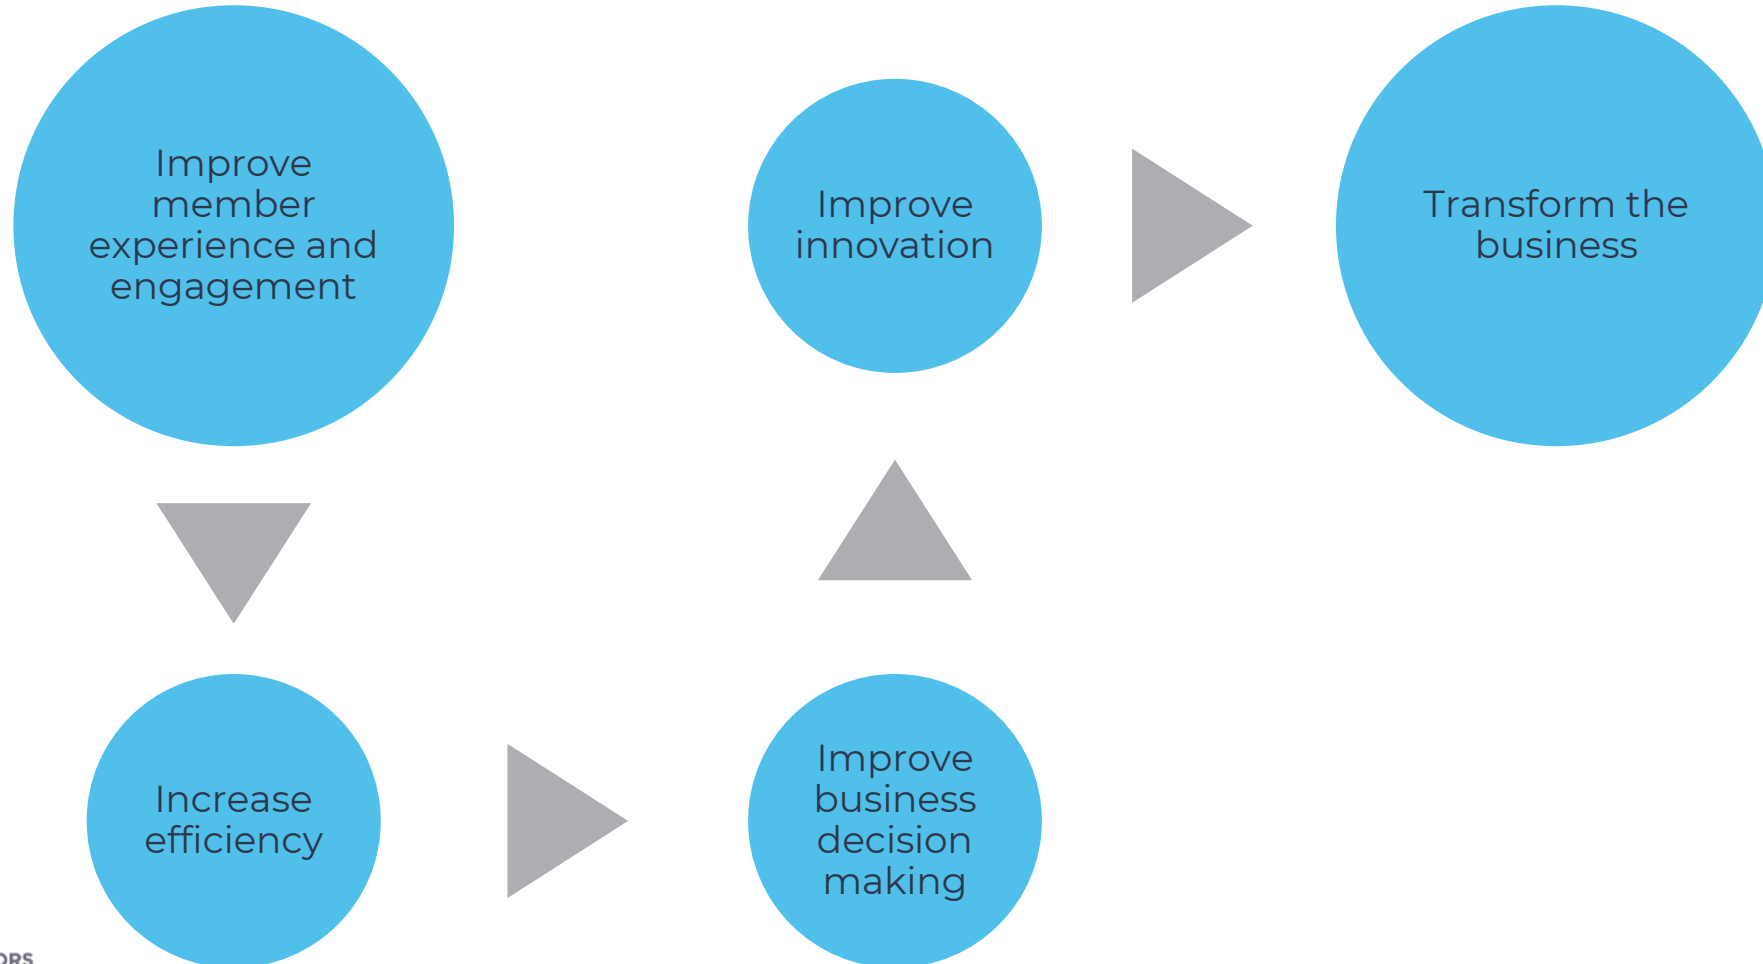 Improve
member
experience and
engagement
Increase
efficiency
Improve
business
decision
making
Improve
innovation
Transform the
business